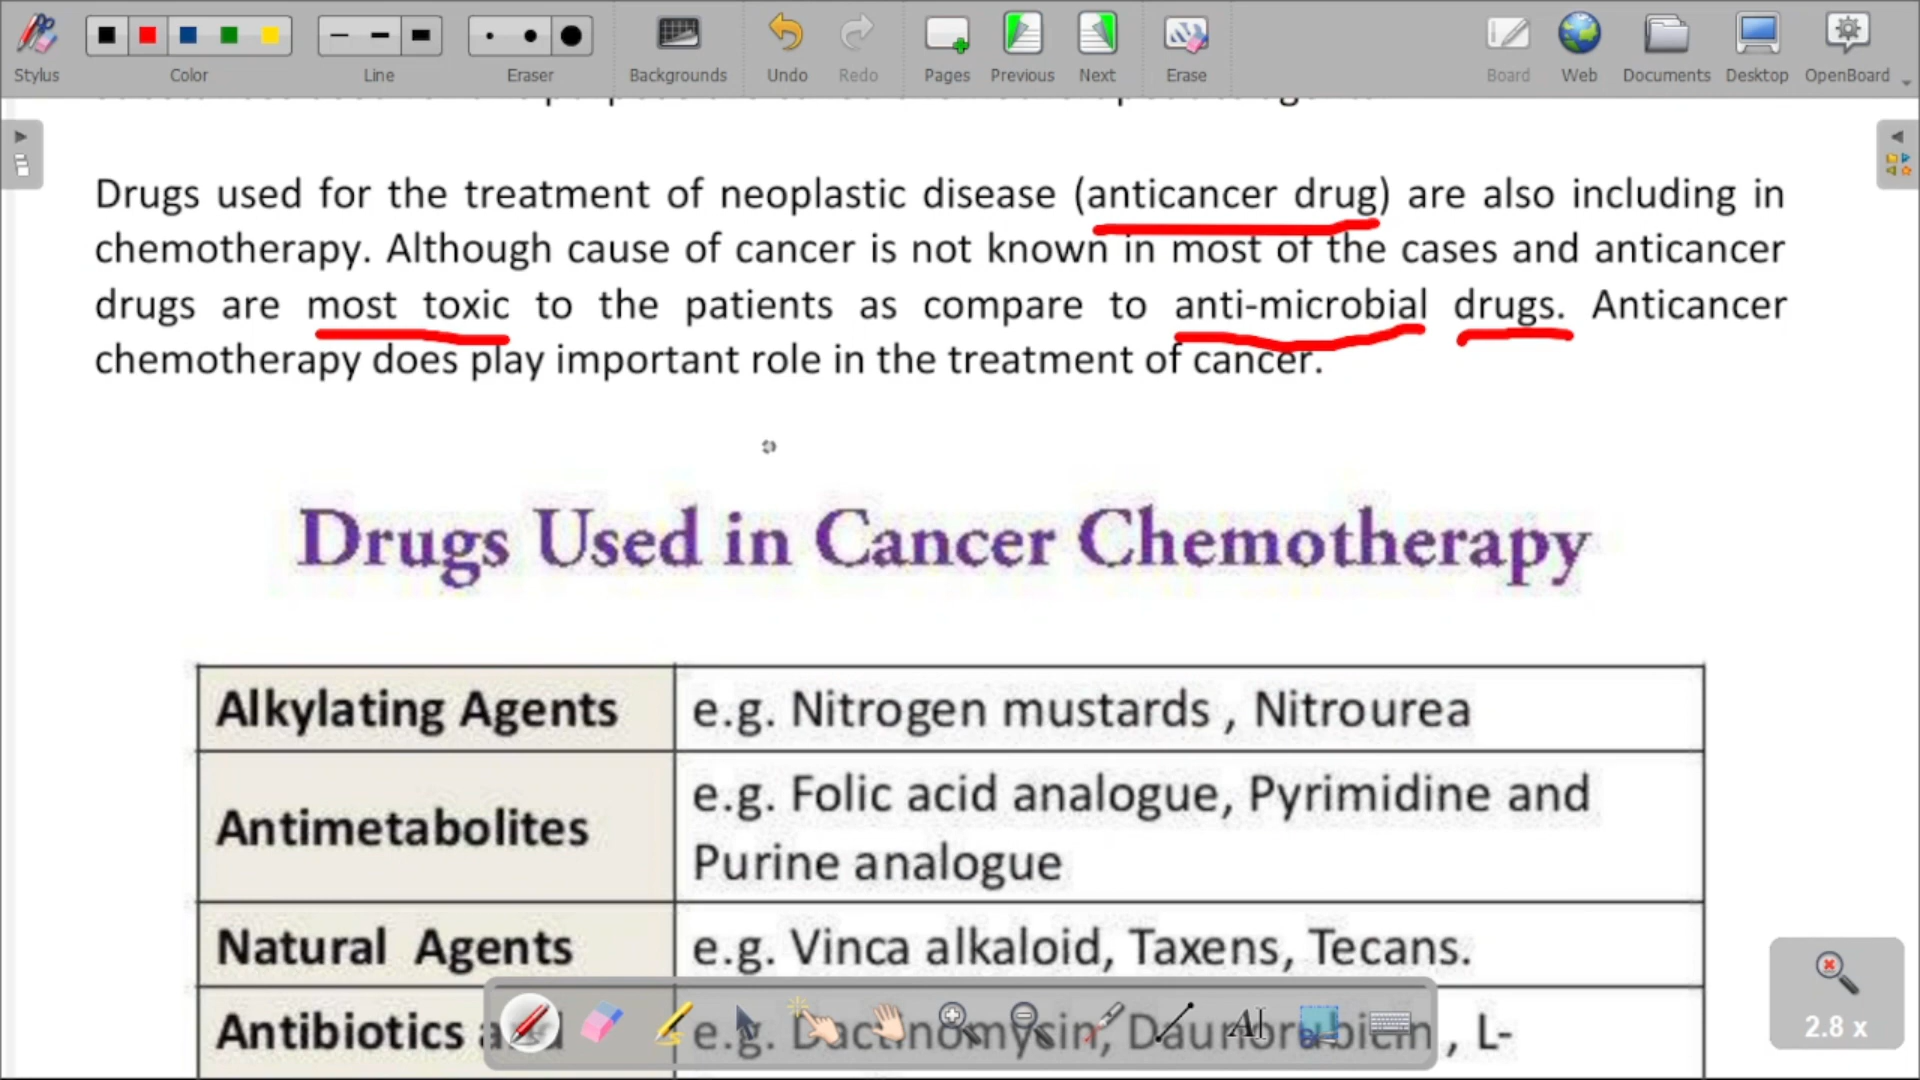 Stylus
Color
Line
Eraser
Backgrounds
Undo
Redo
Pages
Previous
Next
Erase
Board
Web
Documents
Desktop
OpenBoard
Drugs used for the treatment of neoplastic disease (anticancer drug) are also including in
chemotherapy. Although cause of cancer is not known in most of the cases and anticancer
drugs are most toxic to the patients as compare to anti-microbial drugs. Anticancer
chemotherapy does play important role in the treatment of cancer.
Drugs Used in Cancer Chemotherapy
Alkylating Agents
e.g. Nitrogen mustards , Nitrourea
Antimetabolites
e.g. Folic acid analogue, Pyrimidine and
Purine analogue
Natural Agents
e.g. Vinca alkaloid, Taxens, Tecans.
Antibiotics and
e.g. Dactinomysin, Daunorubicin , L-
2.8 x